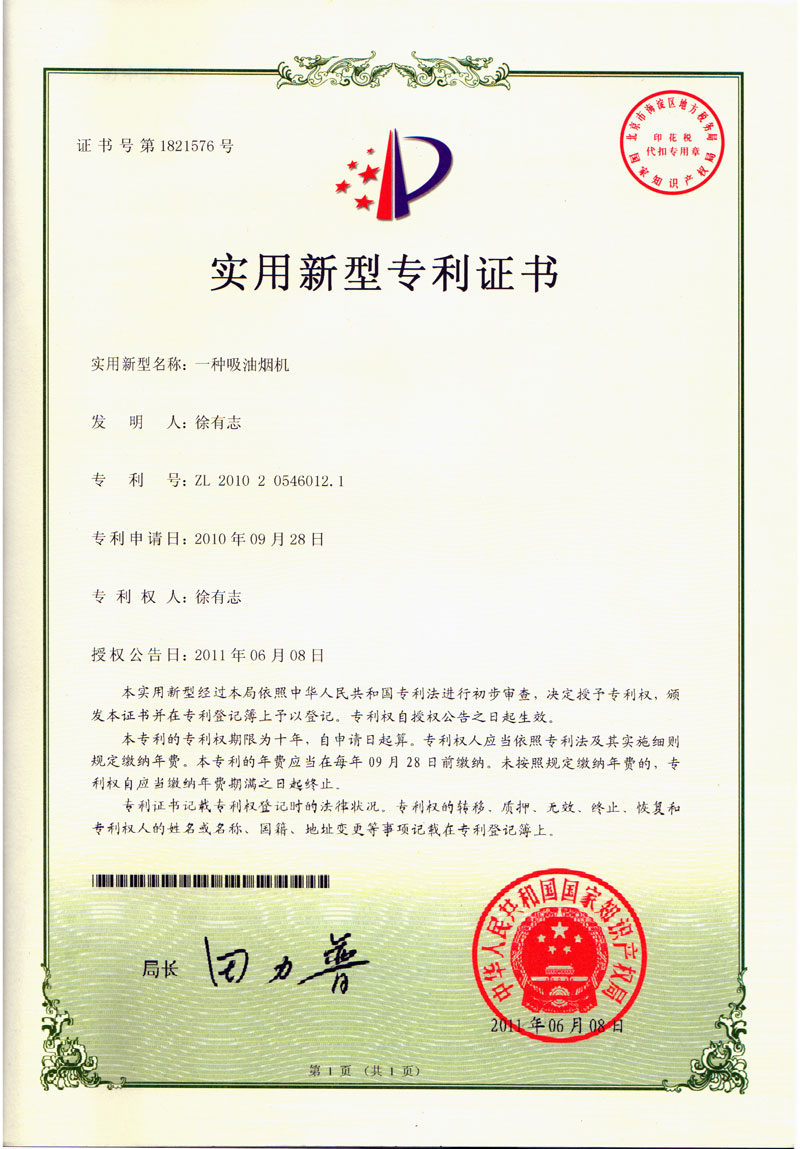 证书号第1821576号
北京市海淀区地方税务局
印花税
代扣专用章
国家知识产权局
实用新型专利证书
实用新型名称：一种吸油烟机
发明人：徐有志
专利号：ZL 2010 2 0546012.1
专利申请日：2010年09月28日
专利权人：徐有志
授权公告日：2011年06月08日
本实用新型经过本局依照中华人民共和国专利法进行初步审查，决定授予专利权，颁
发本证书并在专利登记簿上予以登记。专利权自授权公告之日起生效。
本专利的专利权期限为十年，自申请日起算。专利权人应当依照专利法及其实施细则
规定缴纳年费。本专利的年费应当在每年09月28日前缴纳。未按照规定缴纳年费的，专
利权自应当缴纳年费期满之日起终止。
专利证书记载专利权登记时的法律状况。专利权的转移、质押、无效、终止、恢复和
专利权人的姓名或名称、国籍、地址变更等事项记载在专利登记簿上。
局长 田力普
中华人民共和国国家知识产权局
2011年06月08日
第1页（共1页）